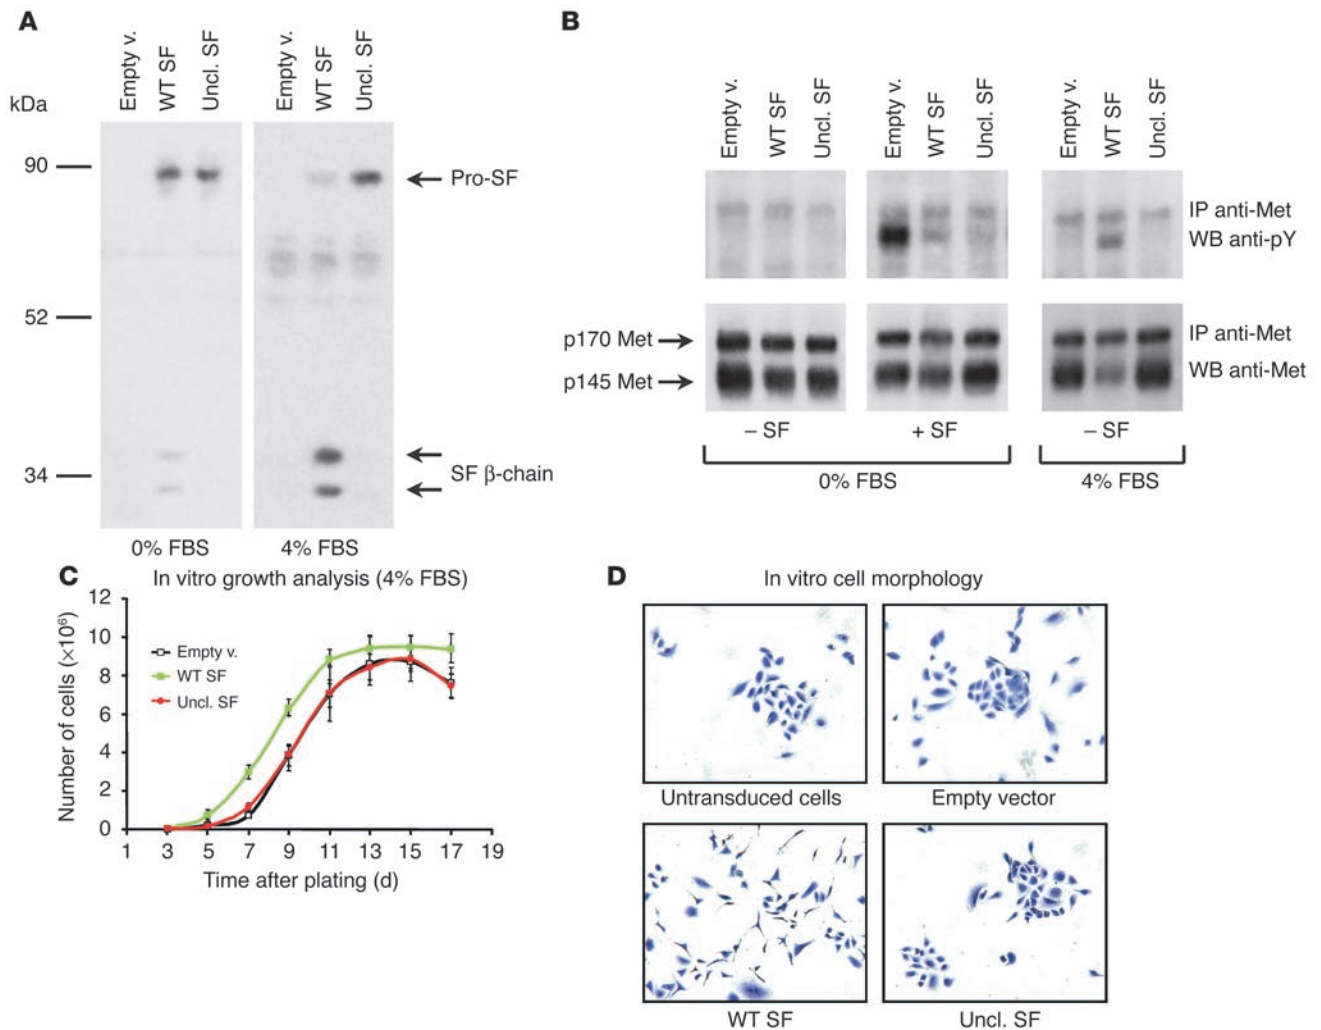 A
Empty v.
WT SF
Uncl. SF
Empty v.
WT SF
Uncl. SF
kDa
90
52
34
Pro-SF
SF β-chain
0% FBS
4% FBS
B
Empty v.
WT SF
Uncl. SF
Empty v.
WT SF
Uncl. SF
Empty v.
WT SF
Uncl. SF
IP anti-Met
WB anti-pY
p170 Met
p145 Met
IP anti-Met
WB anti-Met
– SF
+ SF
– SF
0% FBS
4% FBS
C
In vitro growth analysis (4% FBS)
Number of cells (×10⁶)
12
10
8
6
4
2
0
Empty v.
WT SF
Uncl. SF
1 3 5 7 9 11 13 15 17 19
Time after plating (d)
D
In vitro cell morphology
Untransduced cells
Empty vector
WT SF
Uncl. SF